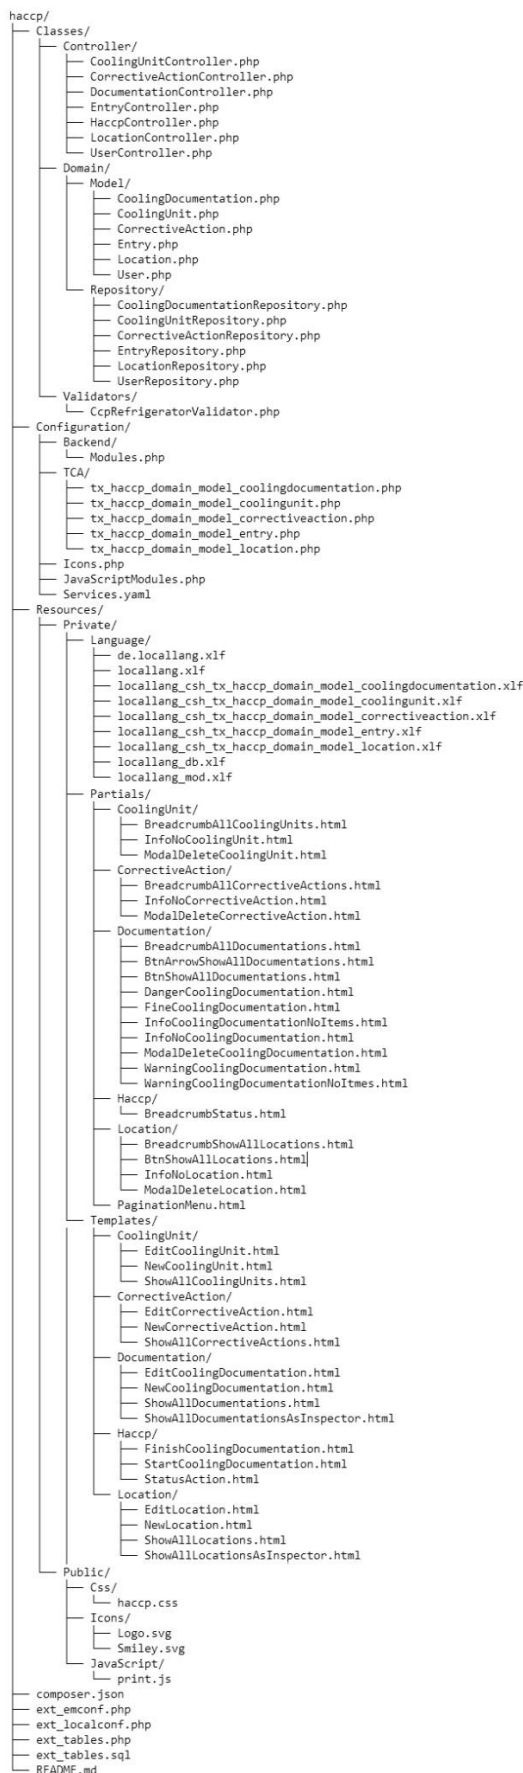 haccp/
├── Classes/
│   ├── Controller/
│   │   ├── CoolingUnitController.php
│   │   ├── CorrectiveActionController.php
│   │   ├── DocumentationController.php
│   │   ├── EntryController.php
│   │   ├── HaccpController.php
│   │   ├── LocationController.php
│   │   └── UserController.php
│   ├── Domain/
│   │   ├── Model/
│   │   │   ├── CoolingDocumentation.php
│   │   │   ├── CoolingUnit.php
│   │   │   ├── CorrectiveAction.php
│   │   │   ├── Entry.php
│   │   │   ├── Location.php
│   │   │   └── User.php
│   │   └── Repository/
│   │       ├── CoolingDocumentationRepository.php
│   │       ├── CoolingUnitRepository.php
│   │       ├── CorrectiveActionRepository.php
│   │       ├── EntryRepository.php
│   │       ├── LocationRepository.php
│   │       └── UserRepository.php
│   └── Validators/
│       └── CcpRefrigeratorValidator.php
├── Configuration/
│   ├── Backend/
│   │   └── Modules.php
│   ├── TCA/
│   │   ├── tx_haccp_domain_model_coolingdocumentation.php
│   │   ├── tx_haccp_domain_model_coolingunit.php
│   │   ├── tx_haccp_domain_model_correctiveaction.php
│   │   ├── tx_haccp_domain_model_entry.php
│   │   └── tx_haccp_domain_model_location.php
│   ├── Icons.php
│   ├── JavaScriptModules.php
│   └── Services.yaml
├── Resources/
│   ├── Private/
│   │   ├── Language/
│   │   │   ├── de.locallang.xlf
│   │   │   ├── locallang.xlf
│   │   │   ├── locallang_csh_tx_haccp_domain_model_coolingdocumentation.xlf
│   │   │   ├── locallang_csh_tx_haccp_domain_model_coolingunit.xlf
│   │   │   ├── locallang_csh_tx_haccp_domain_model_correctiveaction.xlf
│   │   │   ├── locallang_csh_tx_haccp_domain_model_entry.xlf
│   │   │   ├── locallang_csh_tx_haccp_domain_model_location.xlf
│   │   │   ├── locallang_db.xlf
│   │   │   └── locallang_mod.xlf
│   │   ├── Partials/
│   │   │   ├── CoolingUnit/
│   │   │   │   ├── BreadcrumbAllCoolingUnits.html
│   │   │   │   ├── InfoNoCoolingUnit.html
│   │   │   │   └── ModalDeleteCoolingUnit.html
│   │   │   ├── CorrectiveAction/
│   │   │   │   ├── BreadcrumbAllCorrectiveActions.html
│   │   │   │   ├── InfoNoCorrectiveAction.html
│   │   │   │   └── ModalDeleteCorrectiveAction.html
│   │   │   ├── Documentation/
│   │   │   │   ├── BreadcrumbAllDocumentations.html
│   │   │   │   ├── BtnArrowShowAllDocumentations.html
│   │   │   │   ├── BtnShowAllDocumentations.html
│   │   │   │   ├── DangerCoolingDocumentation.html
│   │   │   │   ├── FineCoolingDocumentation.html
│   │   │   │   ├── InfoCoolingDocumentationNoItems.html
│   │   │   │   ├── InfoNoCoolingDocumentation.html
│   │   │   │   ├── ModalDeleteCoolingDocumentation.html
│   │   │   │   ├── WarningCoolingDocumentation.html
│   │   │   │   └── WarningCoolingDocumentationNoItmes.html
│   │   │   ├── Haccp/
│   │   │   │   └── BreadcrumbStatus.html
│   │   │   ├── Location/
│   │   │   │   ├── BreadcrumbShowAllLocations.html
│   │   │   │   ├── BtnShowAllLocations.html
│   │   │   │   ├── InfoNoLocation.html
│   │   │   │   └── ModalDeleteLocation.html
│   │   │   └── PaginationMenu.html
│   │   └── Templates/
│   │   │   ├── CoolingUnit/
│   │   │   │   ├── EditCoolingUnit.html
│   │   │   │   ├── NewCoolingUnit.html
│   │   │   │   └── ShowAllCoolingUnits.html
│   │   │   ├── CorrectiveAction/
│   │   │   │   ├── EditCorrectiveAction.html
│   │   │   │   ├── NewCorrectiveAction.html
│   │   │   │   └── ShowAllCorrectiveActions.html
│   │   │   ├── Documentation/
│   │   │   │   ├── EditCoolingDocumentation.html
│   │   │   │   ├── NewCoolingDocumentation.html
│   │   │   │   ├── ShowAllDocumentations.html
│   │   │   │   └── ShowAllDocumentationsAsInspector.html
│   │   │   ├── Haccp/
│   │   │   │   ├── FinishCoolingDocumentation.html
│   │   │   │   ├── StartCoolingDocumentation.html
│   │   │   │   └── StatusAction.html
│   │   │   └── Location/
│   │   │       ├── EditLocation.html
│   │   │       ├── NewLocation.html
│   │   │       ├── ShowAllLocations.html
│   │   │       └── ShowAllLocationsAsInspector.html
│   └── Public/
│       ├── Css/
│       │   └── haccp.css
│       ├── Icons/
│       │   ├── Logo.svg
│       │   └── Smiley.svg
│       └── JavaScript/
│           └── print.js
├── composer.json
├── ext_emconf.php
├── ext_localconf.php
├── ext_tables.php
├── ext_tables.sql
└── README.md